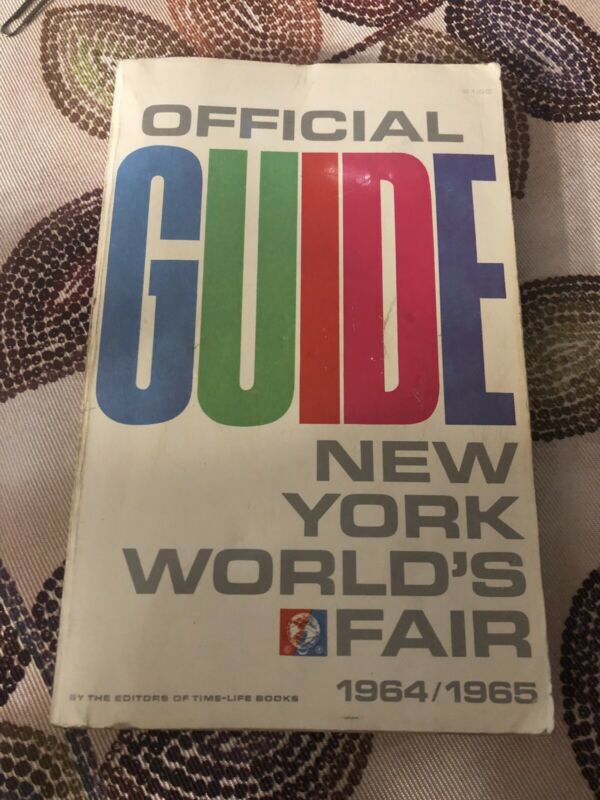 OFFICIAL
GUIDE
NEW
YORK
WORLD'S
FAIR
1964/1965
BY THE EDITORS OF TIME-LIFE BOOKS